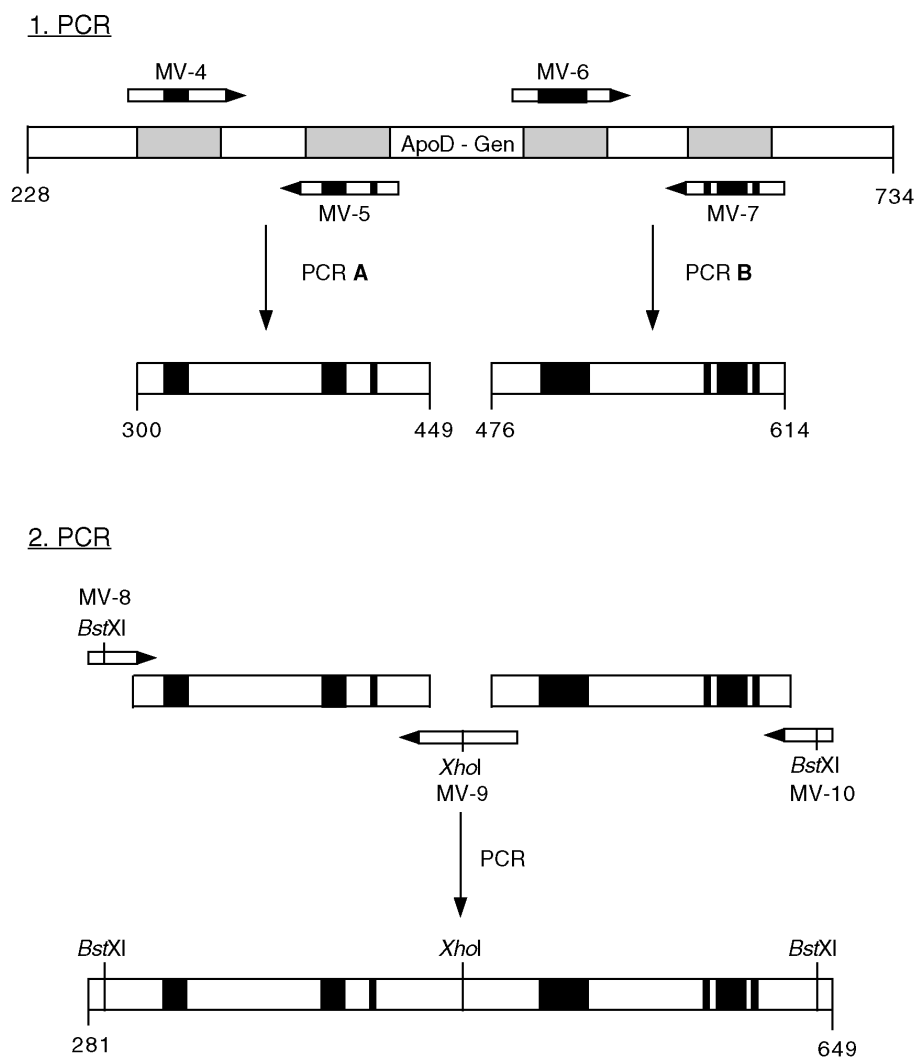 1. PCR
MV-4
MV-6
ApoD - Gen
228
734
MV-5
MV-7
PCR A
PCR B
300
449
476
614
2. PCR
MV-8
BstXI
XhoI
MV-9
BstXI
MV-10
PCR
BstXI
XhoI
BstXI
281
649